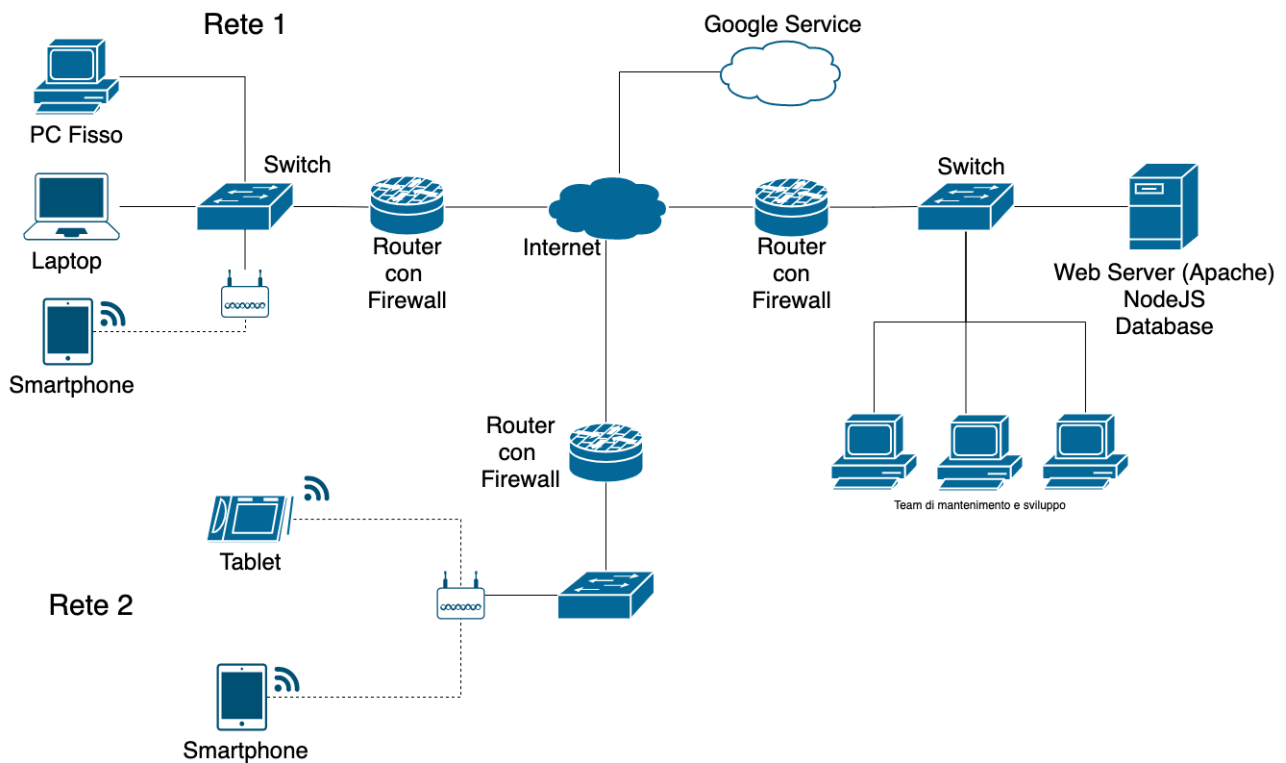 Rete 1
Google Service
PC Fisso
Switch
Switch
Laptop
Router
con
Firewall
Internet
Router
con
Firewall
Web Server (Apache)
NodeJS
Database
Smartphone
Router
con
Firewall
Team di mantenimento e sviluppo
Tablet
Rete 2
Smartphone